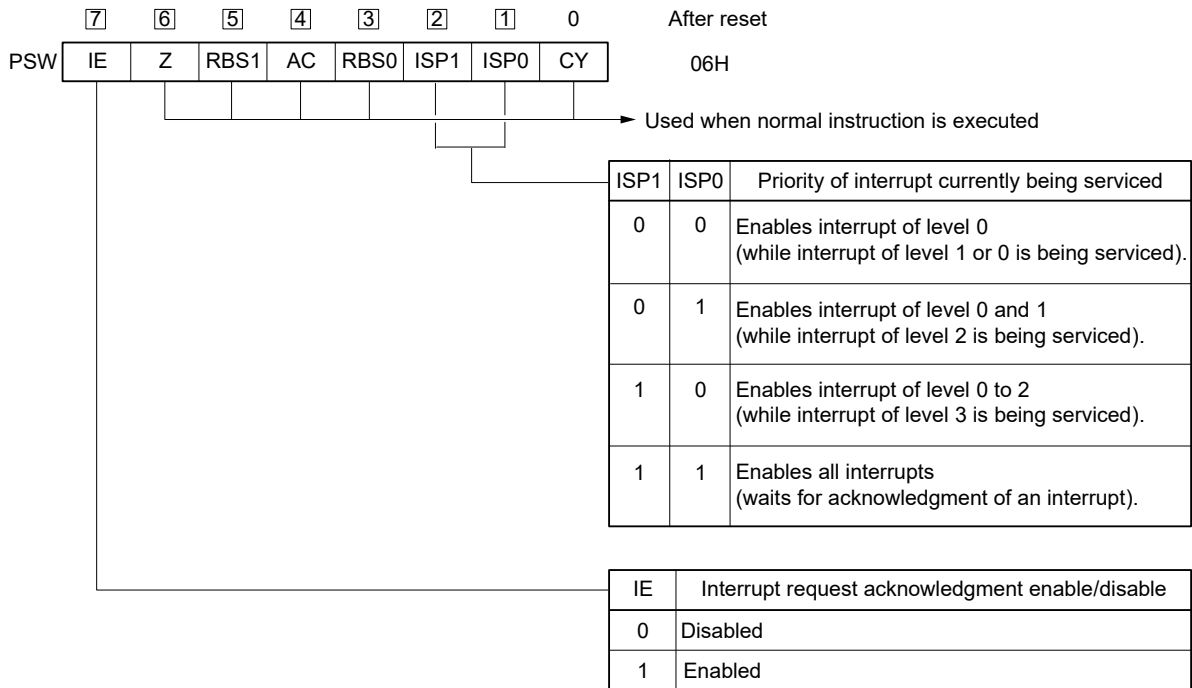 7 6 5 4 3 2 1 0 After reset
PSW IE Z RBS1 AC RBS0 ISP1 ISP0 CY 06H
Used when normal instruction is executed
ISP1 ISP0 Priority of interrupt currently being serviced
0 0 Enables interrupt of level 0
(while interrupt of level 1 or 0 is being serviced).
0 1 Enables interrupt of level 0 and 1
(while interrupt of level 2 is being serviced).
1 0 Enables interrupt of level 0 to 2
(while interrupt of level 3 is being serviced).
1 1 Enables all interrupts
(waits for acknowledgment of an interrupt).
IE Interrupt request acknowledgment enable/disable
0 Disabled
1 Enabled